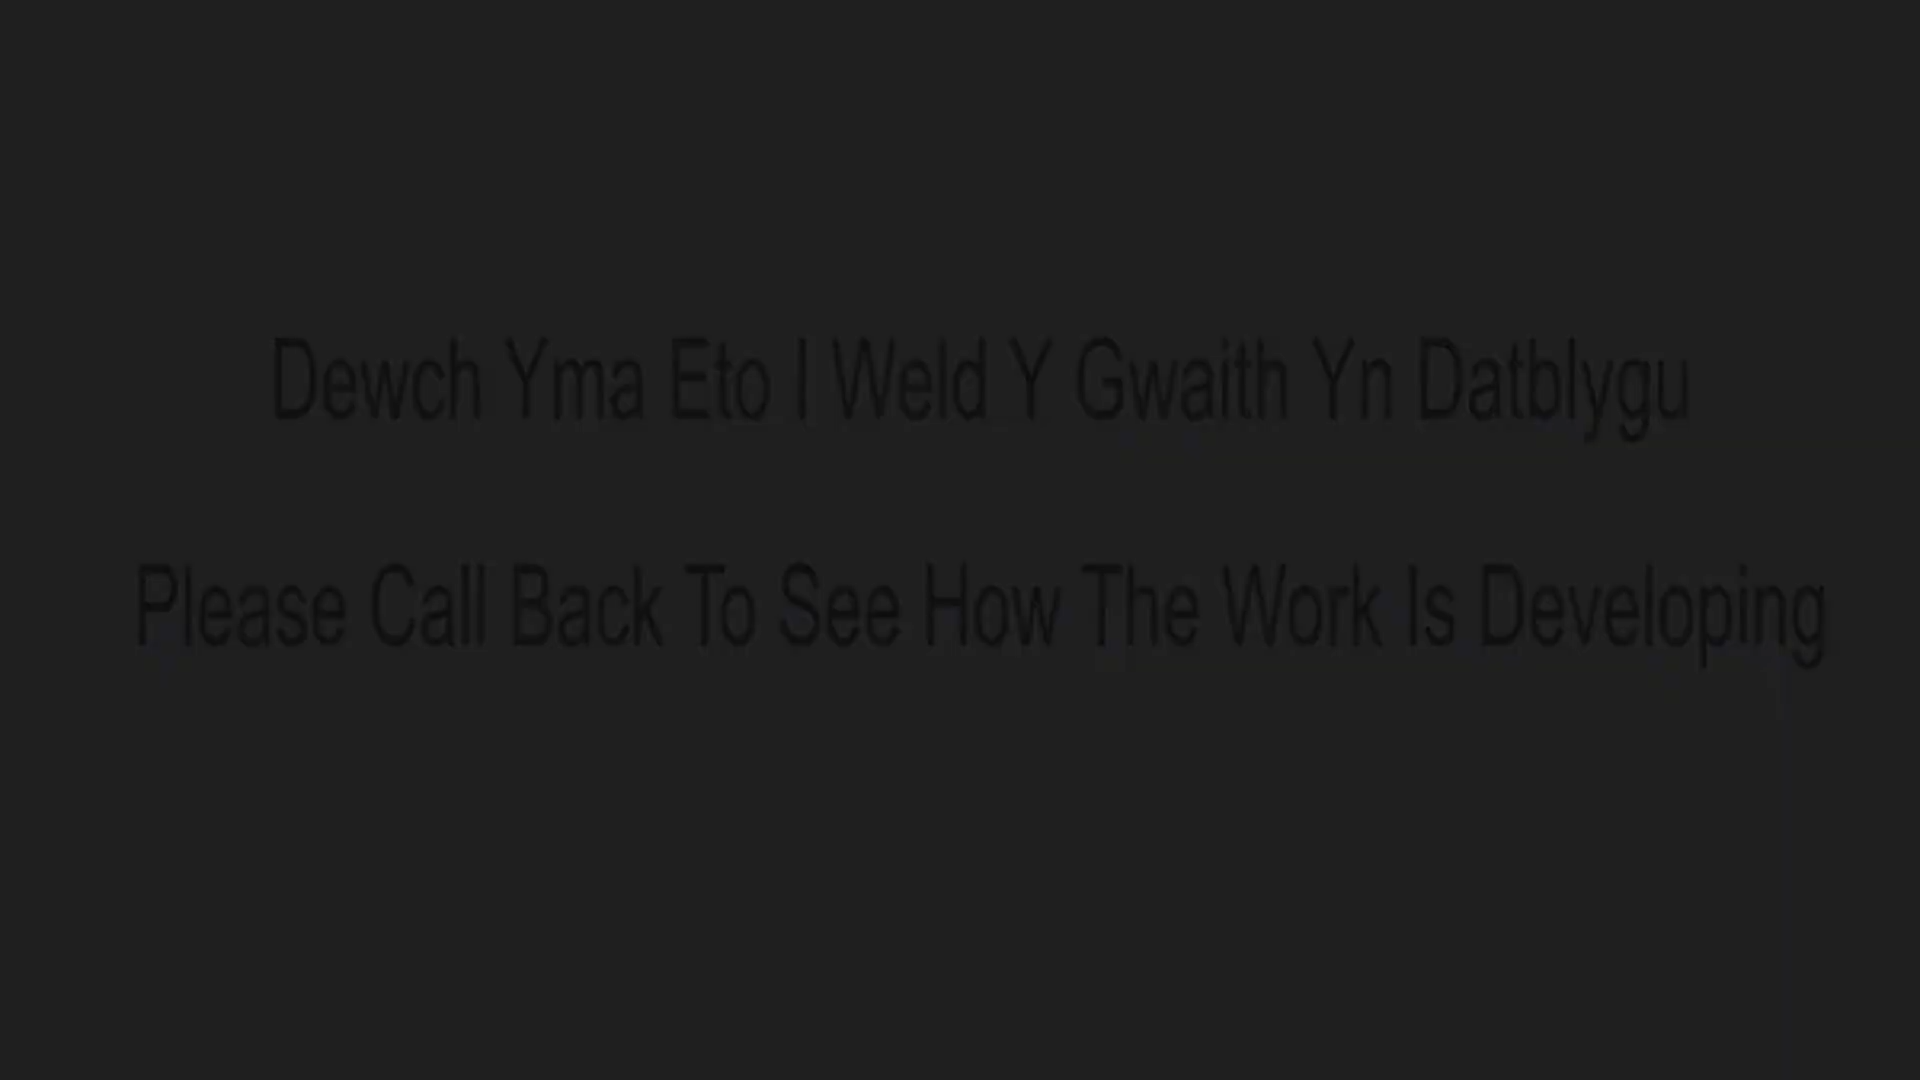 Dewch Yma Eto I Weld Y Gwaith Yn Datblygu
Please Call Back To See How The Work Is Developing